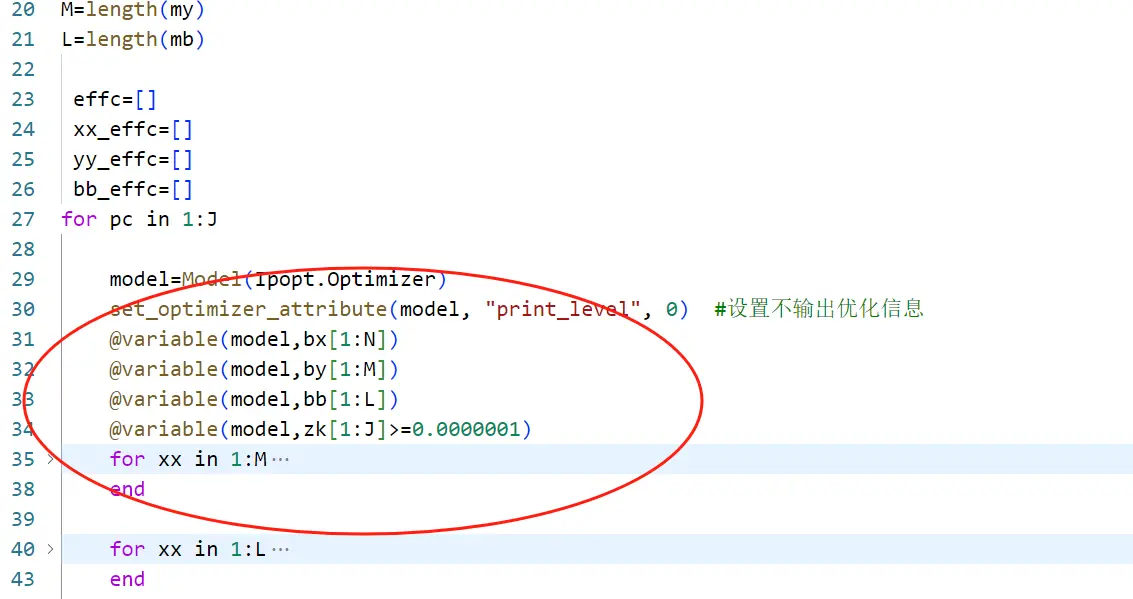 20 M=length(my)
21 L=length(mb)
22
23 effc=[]
24 xx_effc=[]
25 yy_effc=[]
26 bb_effc=[]
27 for pc in 1:J
28
29 model=Model(Ipopt.Optimizer)
30 set_optimizer_attribute(model, "print_level", 0) #设置不输出优化信息
31 @variable(model,bx[1:N])
32 @variable(model,by[1:M])
33 @variable(model,bb[1:L])
34 @variable(model,zk[1:J]>=0.0000001)
35 > for xx in 1:M…
38 end
39
40 > for xx in 1:L…
43 end